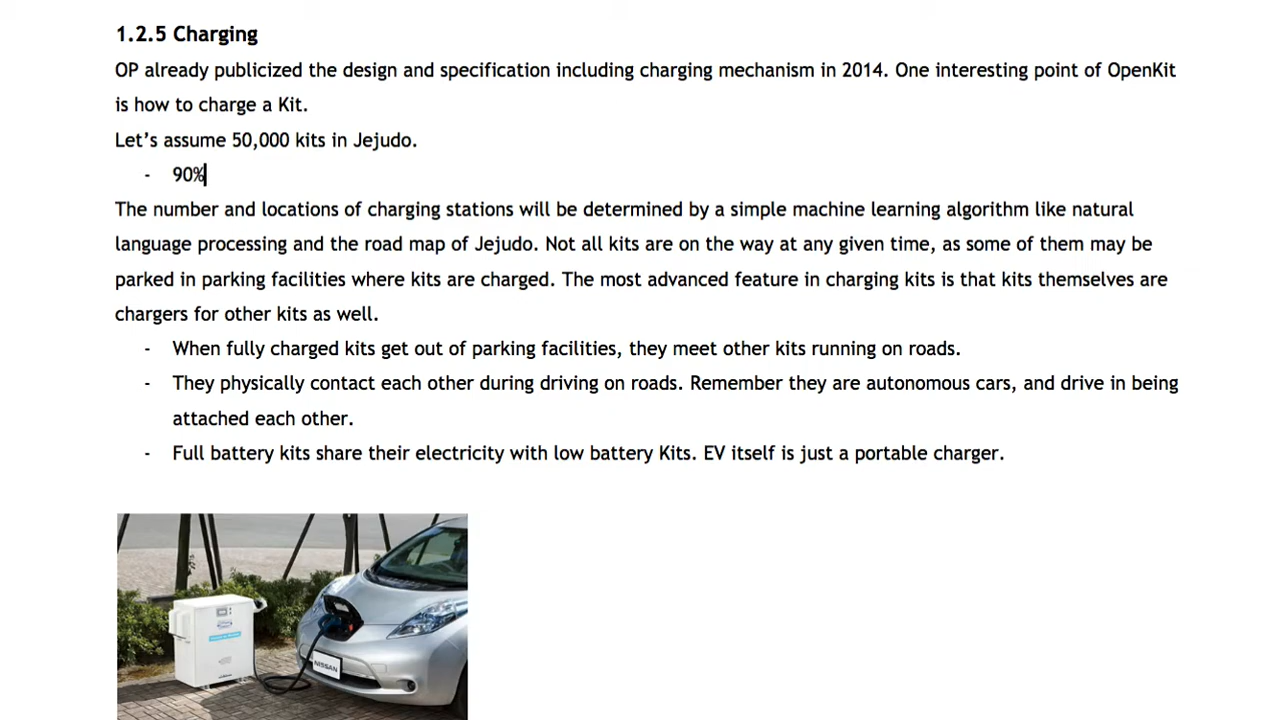 1.2.5 Charging
OP already publicized the design and specification including charging mechanism in 2014. One interesting point of OpenKit
is how to charge a Kit.
Let's assume 50,000 kits in Jejudo.
- 90%
The number and locations of charging stations will be determined by a simple machine learning algorithm like natural
language processing and the road map of Jejudo. Not all kits are on the way at any given time, as some of them may be
parked in parking facilities where kits are charged. The most advanced feature in charging kits is that kits themselves are
chargers for other kits as well.
- When fully charged kits get out of parking facilities, they meet other kits running on roads.
- They physically contact each other during driving on roads. Remember they are autonomous cars, and drive in being
attached each other.
- Full battery kits share their electricity with low battery Kits. EV itself is just a portable charger.
NISSAN